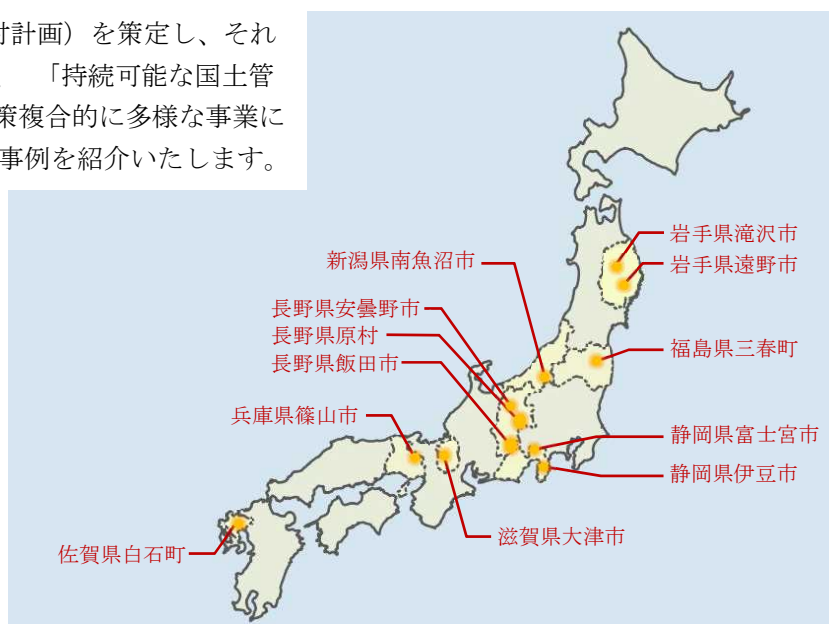 村計画）を策定し、それ
「持続可能な国土管
策複合的に多様な事業に
事例を紹介いたします。
岩手県滝沢市
新潟県南魚沼市
岩手県遠野市
長野県安曇野市
長野県原村
福島県三春町
長野県飯田市
兵庫県篠山市
静岡県富士宮市
静岡県伊豆市
滋賀県大津市
佐賀県白石町